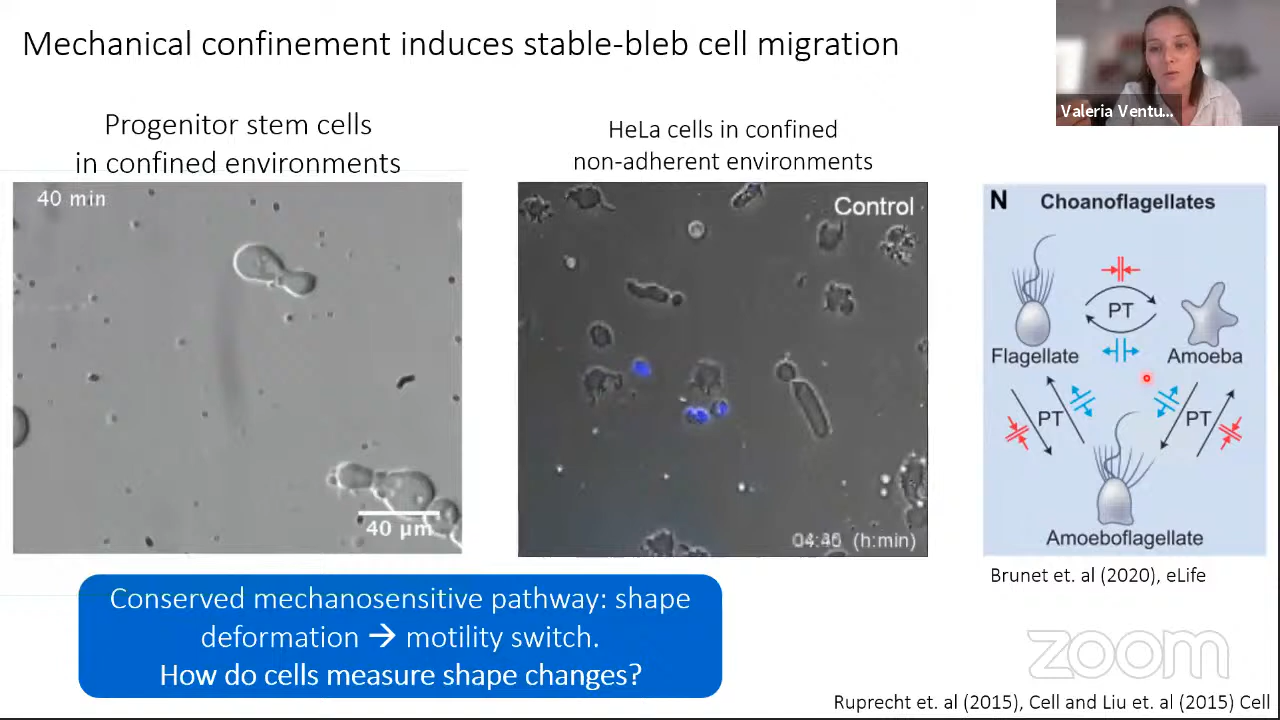 Mechanical confinement induces stable-bleb cell migration
Valeria Ventu...
Progenitor stem cells
in confined environments
HeLa cells in confined
non-adherent environments
40 min
40 µm
Control
04:46 (h:min)
N Choanoflagellates
PT
Flagellate
Amoeba
PT
PT
Amoeboflagellate
Brunet et. al (2020), eLife
Conserved mechanosensitive pathway: shape
deformation → motility switch.
How do cells measure shape changes?
zoom
Ruprecht et. al (2015), Cell and Liu et. al (2015) Cell